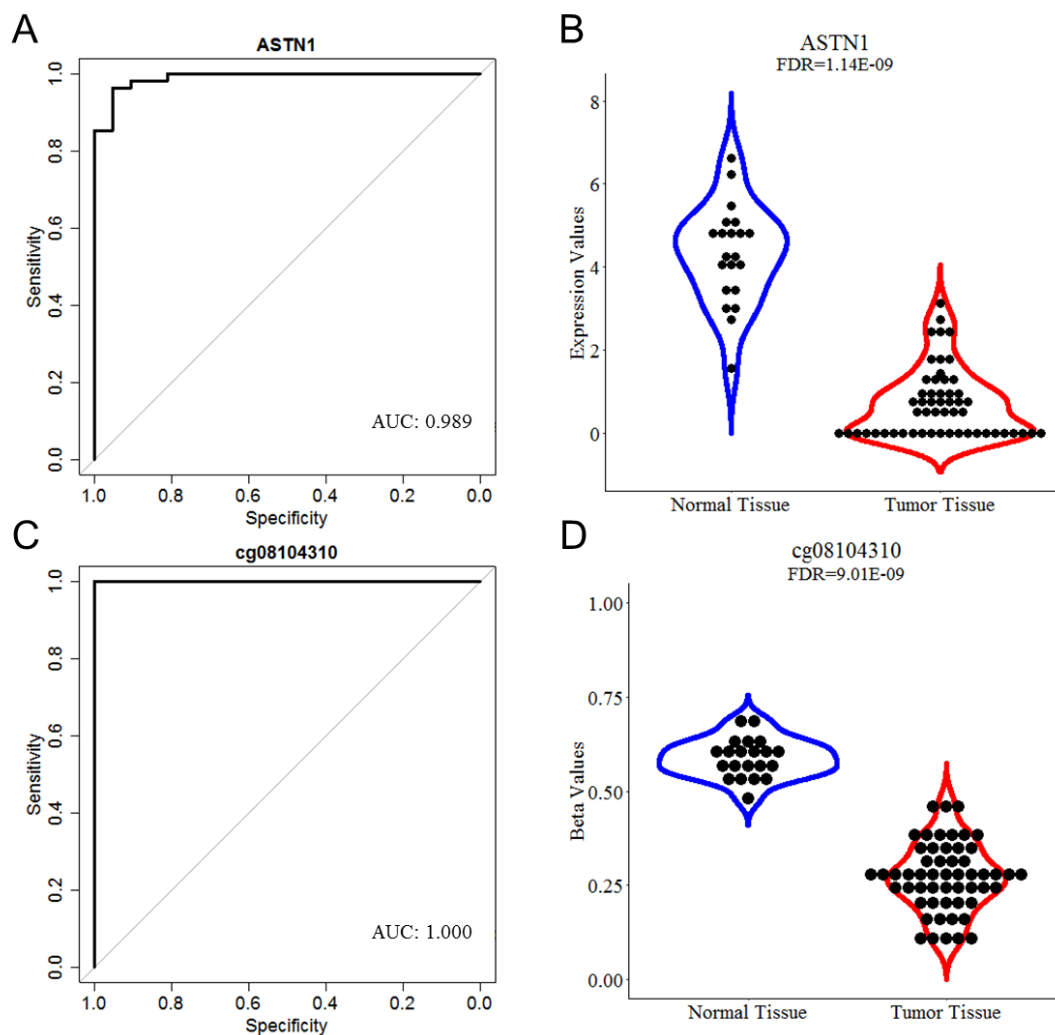 A
ASTN1
Sensitivity
0.0 0.2 0.4 0.6 0.8 1.0
AUC: 0.989
1.0 0.8 0.6 0.4 0.2 0.0
Specificity
B
ASTN1
FDR=1.14E-09
Expression Values
8
6
4
2
0
Normal Tissue Tumor Tissue
C
cg08104310
Sensitivity
0.0 0.2 0.4 0.6 0.8 1.0
AUC: 1.000
1.0 0.8 0.6 0.4 0.2 0.0
Specificity
D
cg08104310
FDR=9.01E-09
Beta Values
1.00
0.75
0.50
0.25
0.00
Normal Tissue Tumor Tissue